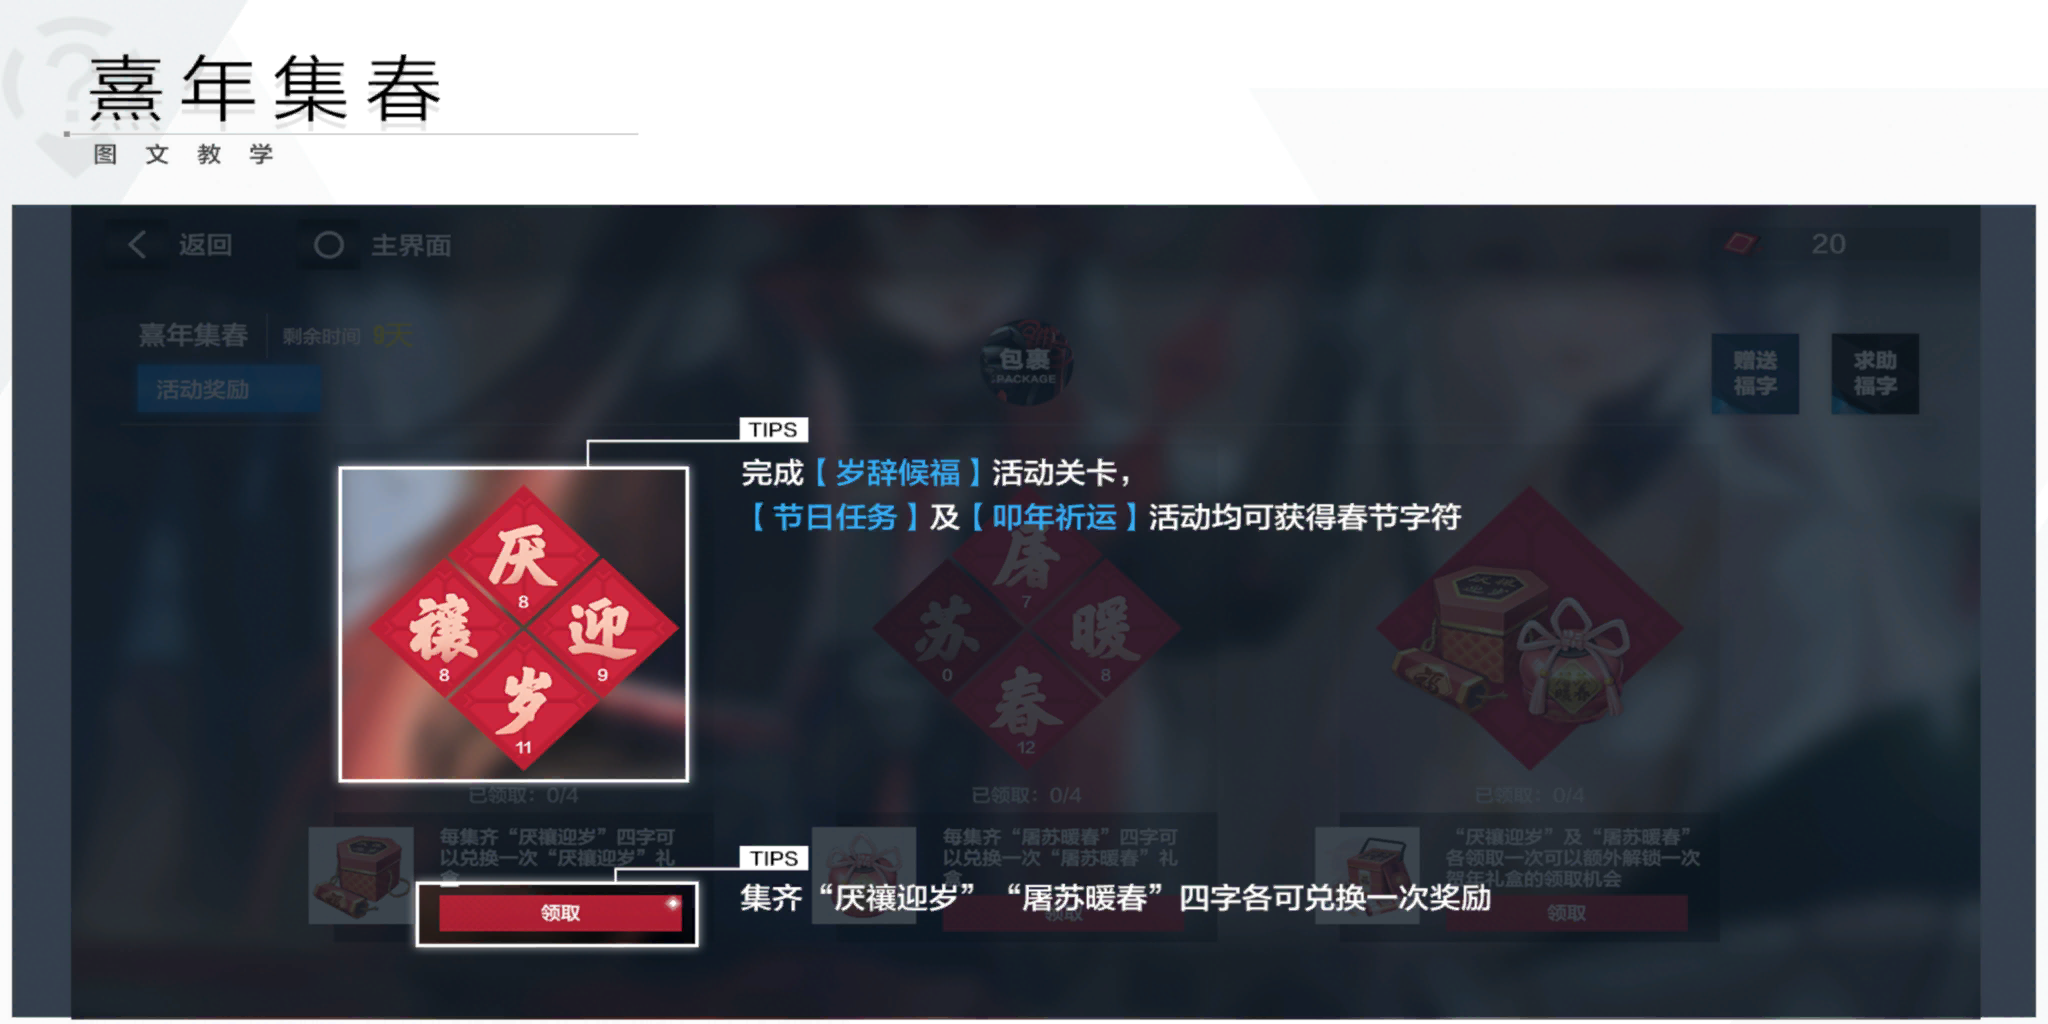 熹年集春
图文教学
返回
主界面
20
熹年集春
剩余时间 9天
活动奖励
包裹
PACKAGE
赠送
福字
求助
福字
TIPS
完成【岁辞候福】活动关卡，
【节日任务】及【叩年祈运】活动均可获得春节字符
厌
8
禳
8
迎
9
岁
11
屠
7
苏
0
暖
8
春
12
暖春
已领取：0/4
已领取：0/4
已领取：0/4
每集齐“厌禳迎岁”四字可
以兑换一次“厌禳迎岁”礼
盒
领取
每集齐“屠苏暖春”四字可
以兑换一次“屠苏暖春”礼
盒
领取
“厌禳迎岁”及“屠苏暖春”
各领取一次可以额外解锁一次
贺年礼盒的领取机会
领取
TIPS
集齐“厌禳迎岁”“屠苏暖春”四字各可兑换一次奖励